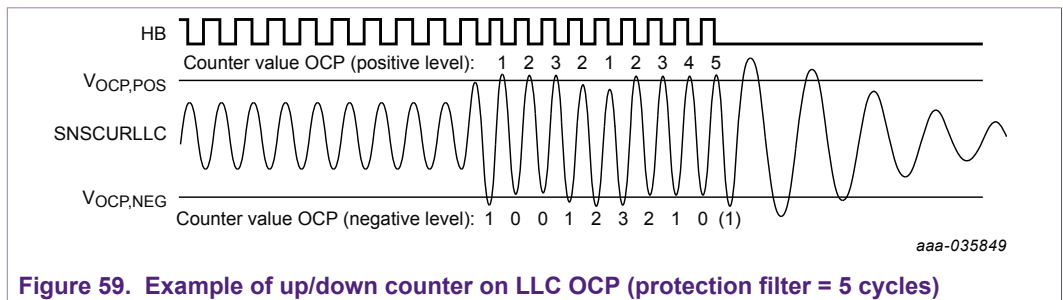 HB
Counter value OCP (positive level): 1 2 3 2 1 2 3 4 5
VOCP,POS
SNSCURLLC
VOCP,NEG
Counter value OCP (negative level): 1 0 0 1 2 3 2 1 0 (1)
aaa-035849
Figure 59. Example of up/down counter on LLC OCP (protection filter = 5 cycles)